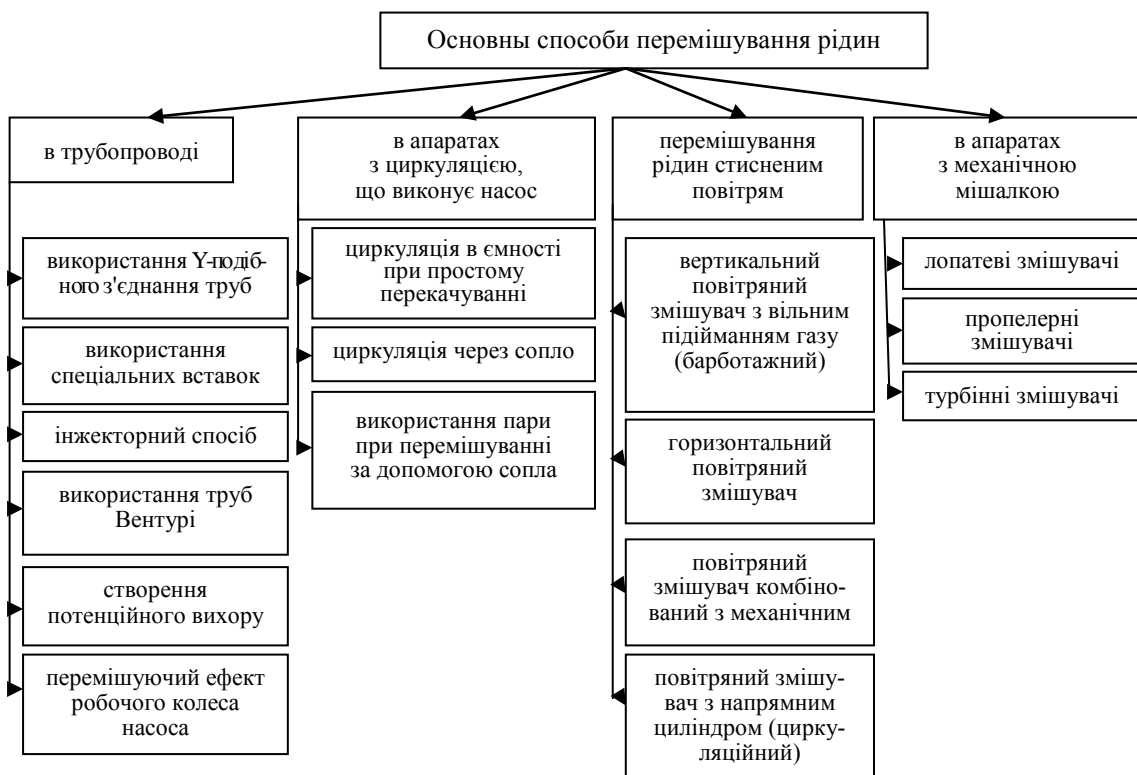 Основны способи перемішування рідин
в трубопроводі
використання Y-подіб-
ного з'єднання труб
використання
спеціальних вставок
інжекторний спосіб
використання труб
Вентурі
створення
потенційного вихору
перемішуючий ефект
робочого колеса
насоса
в апаратах
з циркуляцією,
що виконує насос
циркуляція в ємності
при простому
перекачуванні
циркуляція через сопло
використання пари
при перемішуванні
за допомогою сопла
перемішування
рідин стисненим
повітрям
вертикальний
повітряний
змішувач з вільним
підійманням газу
(барботажний)
горизонтальний
повітряний
змішувач
повітряний
змішувач комбіно-
ваний з механічним
повітряний змішу-
вач з напрямним
циліндром (цирку-
ляційний)
в апаратах
з механічною
мішалкою
лопатеві змішувачі
пропелерні
змішувачі
турбінні змішувачі